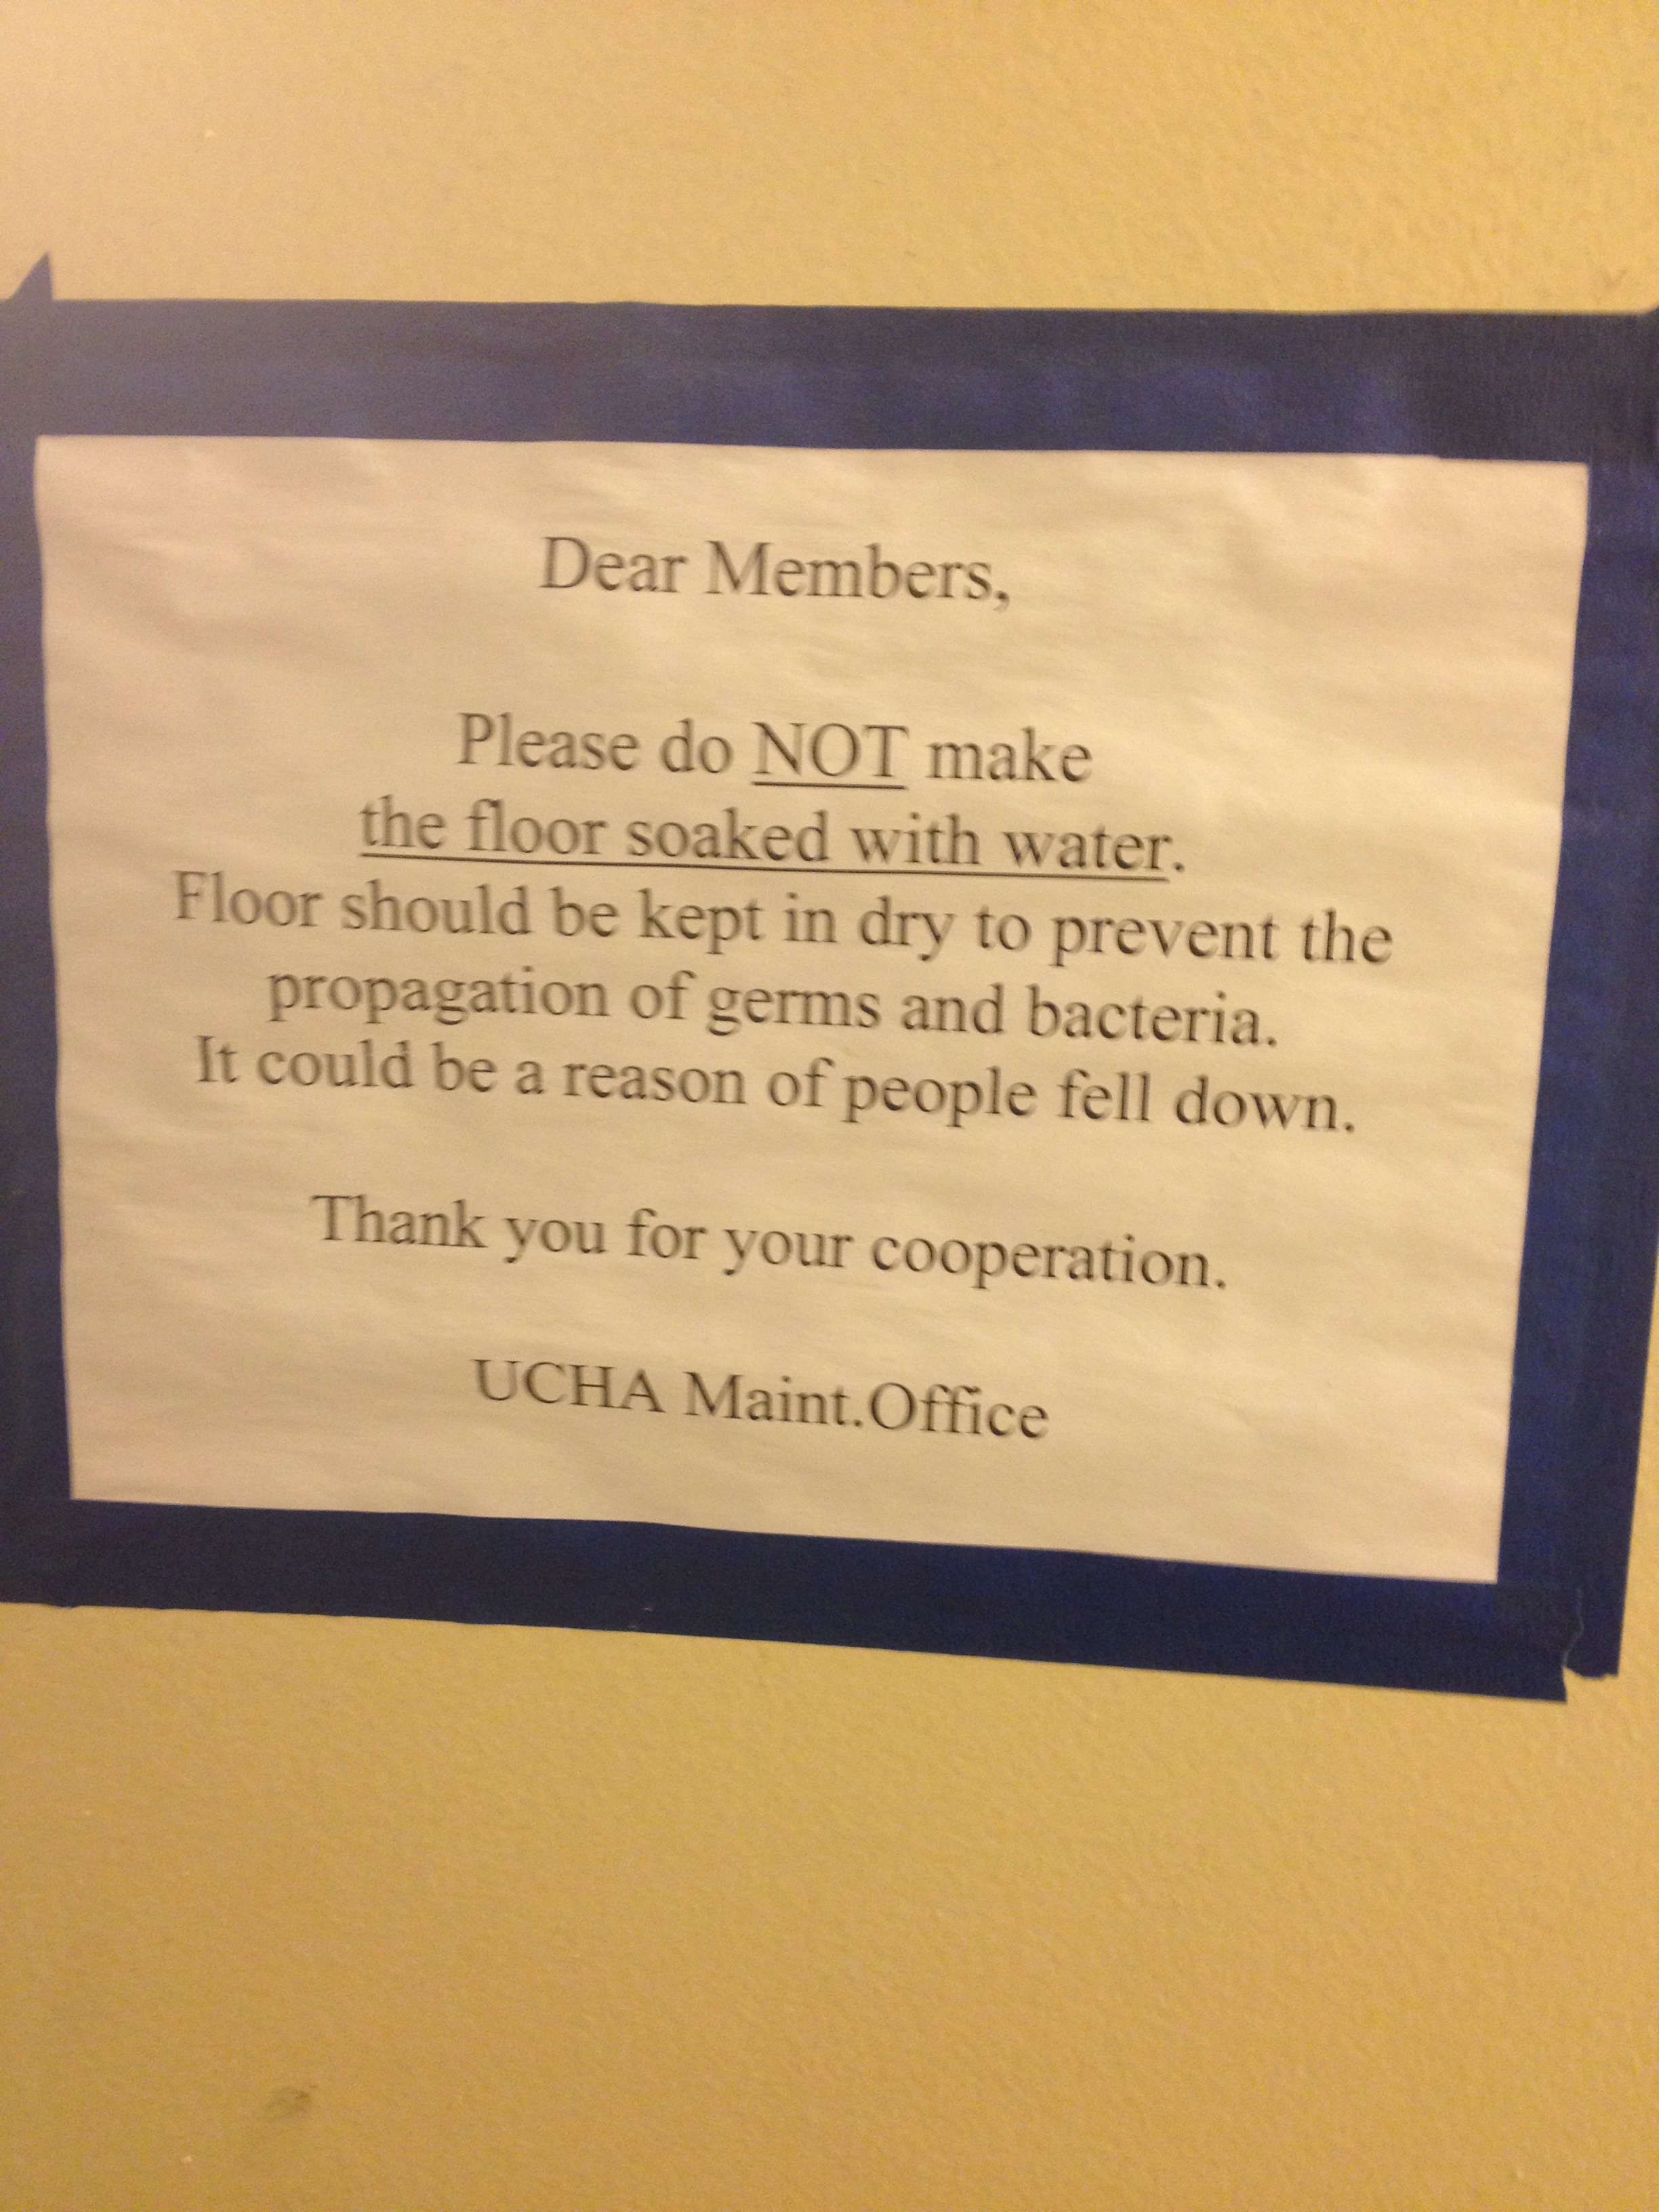 Dear Members,
Please do NOT make
the floor soaked with water.
Floor should be kept in dry to prevent the
propagation of germs and bacteria.
It could be a reason of people fell down.
Thank you for your cooperation.
UCHA Maint.Office